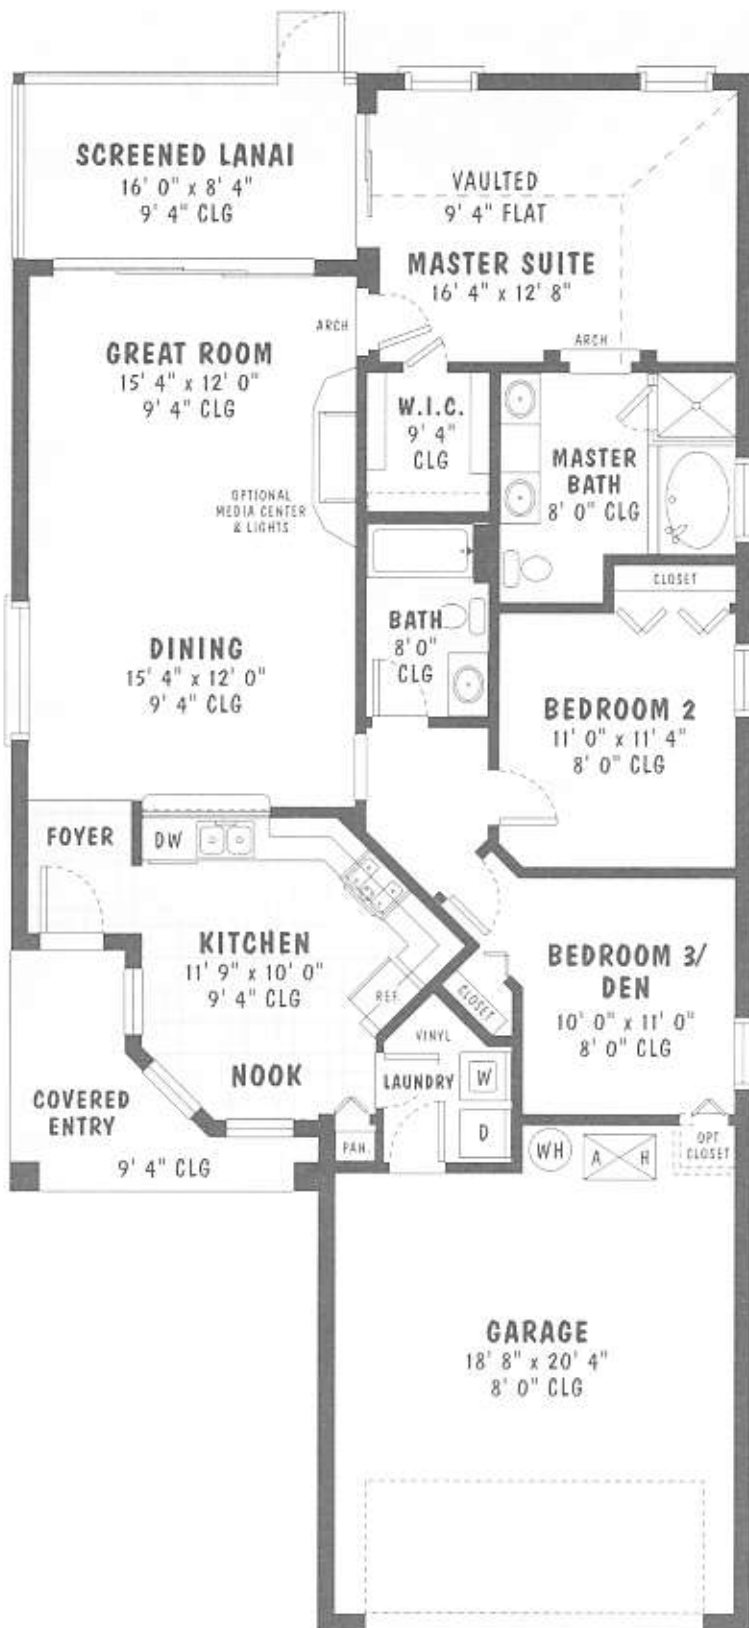 SCREENED LANAI
16' 0" x 8' 4"
9' 4" CLG
VAULTED
9' 4" FLAT
MASTER SUITE
16' 4" x 12' 8"
ARCH
ARCH
GREAT ROOM
15' 4" x 12' 0"
9' 4" CLG
W.I.C.
9' 4"
CLG
MASTER
BATH
8' 0" CLG
OPTIONAL
MEDIA CENTER
& LIGHTS
CLOSET
BATH
8' 0"
CLG
DINING
15' 4" x 12' 0"
9' 4" CLG
BEDROOM 2
11' 0" x 11' 4"
8' 0" CLG
FOYER
DW
KITCHEN
11' 9" x 10' 0"
9' 4" CLG
REF.
CLOSET
BEDROOM 3/
DEN
10' 0" x 11' 0"
8' 0" CLG
VINYL
LAUNDRY
W
D
NOOK
COVERED
ENTRY
9' 4" CLG
PAN.
WH
A H
OPT
CLOSET
GARAGE
18' 8" x 20' 4"
8' 0" CLG